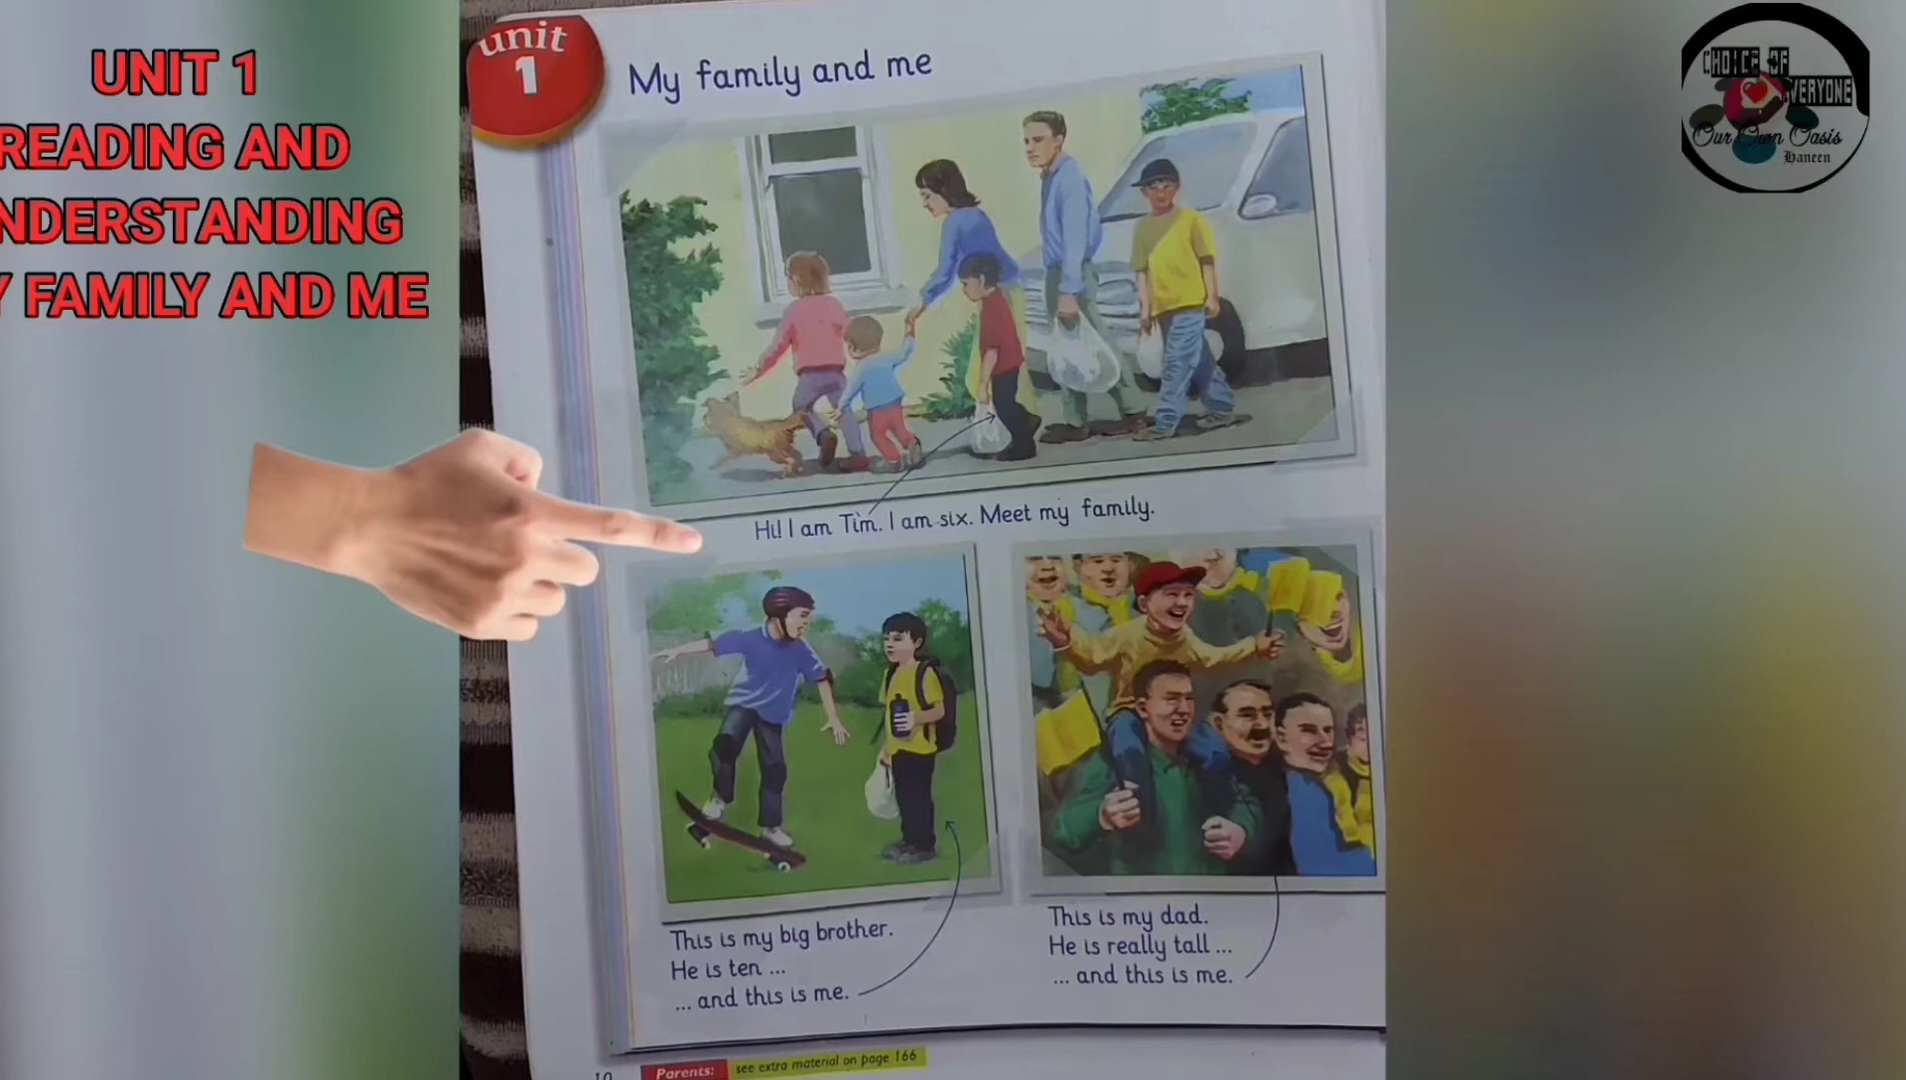 UNIT 1
READING AND
NDERSTANDING
Y FAMILY AND ME
unit
1
My family and me
CHOICE OF
EVERYONE
Our Own Oasis
Haneen
Hi! I am Tim. I am six. Meet my family.
This is my big brother.
He is ten ...
... and this is me.
This is my dad.
He is really tall ...
... and this is me.
10
Parents: see extra material on page 166